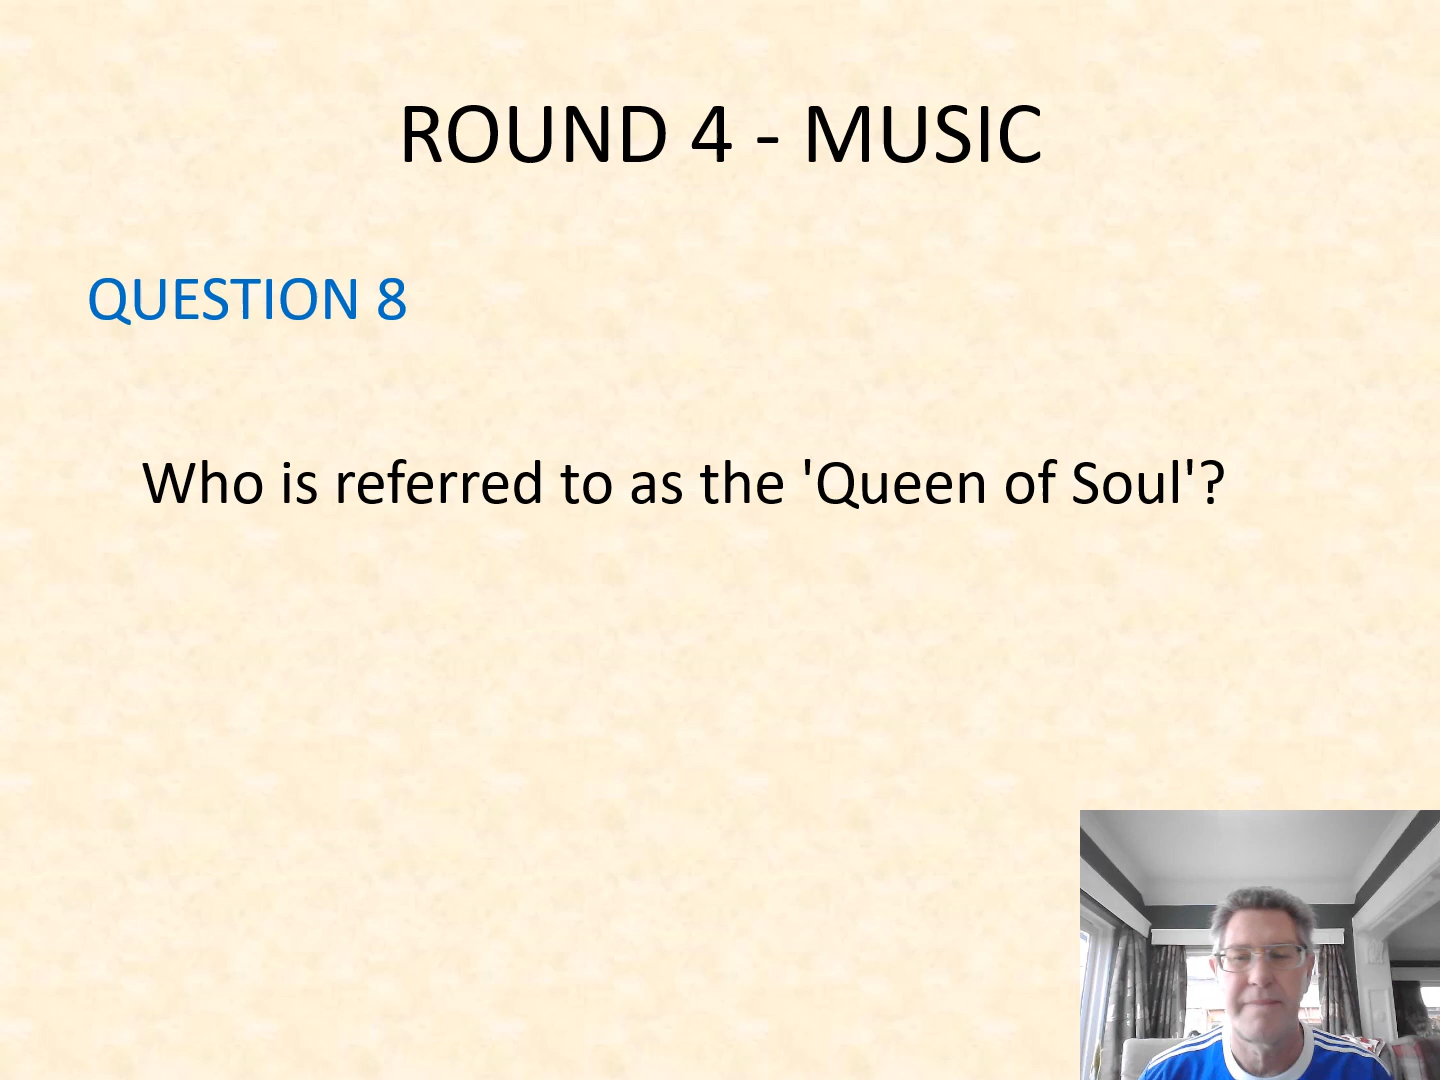 ROUND 4 - MUSIC
QUESTION 8
Who is referred to as the 'Queen of Soul'?